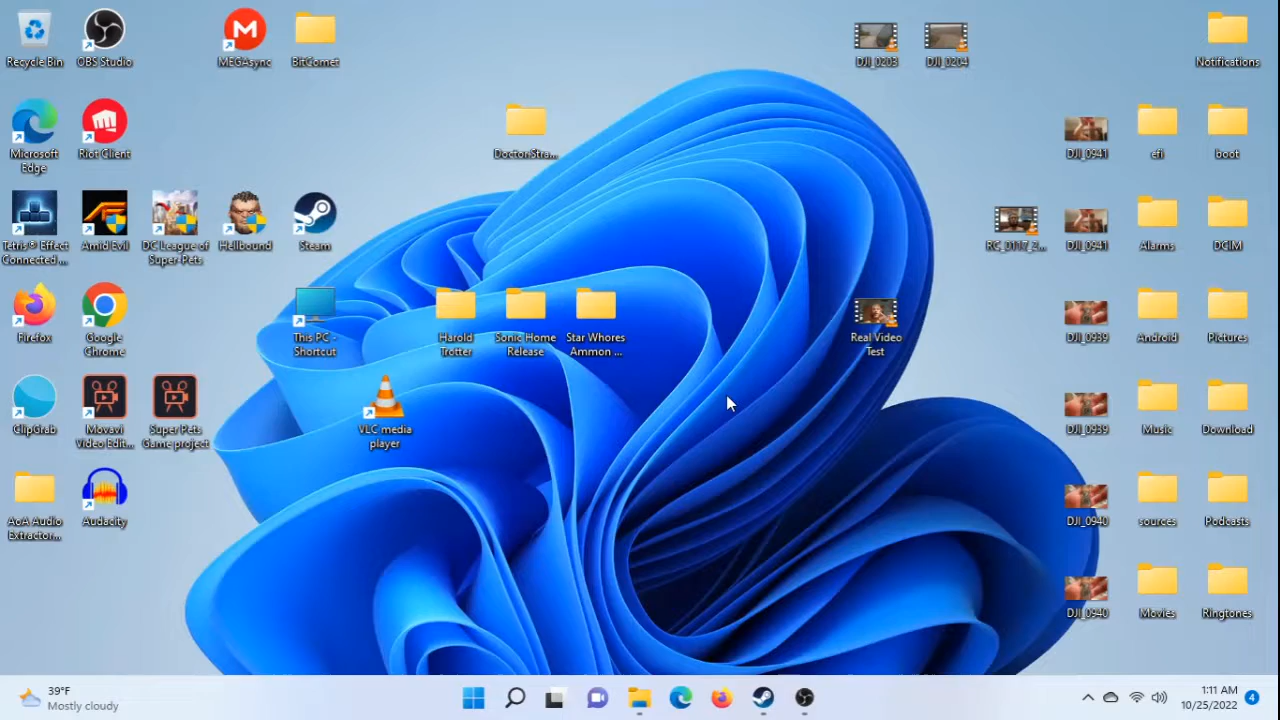 Recycle Bin
OBS Studio
MEGAsync
BitComet
DJI_0203
DJI_0204
Notifications
Microsoft
Edge
Riot Client
Doctor.Stra...
DJI_0941
efi
boot
Tetris® Effect
Connected...
Amid Evil
DC League of
Super-Pets
Hellbound
Steam
RC_0117_2...
DJI_0941
Alarms
DCIM
Firefox
Google
Chrome
This PC -
Shortcut
Harold
Trotter
Sonic Home
Release
Star Whores
Ammon ...
Real Video
Test
DJI_0939
Android
Pictures
ClipGrab
Movavi
Video Edit...
Super Pets
Game project
VLC media
player
DJI_0939
Music
Download
AoA Audio
Extractor...
Audacity
DJI_0940
sources
Podcasts
DJI_0940
Movies
Ringtones
39°F
Mostly cloudy
1:11 AM
10/25/2022
4